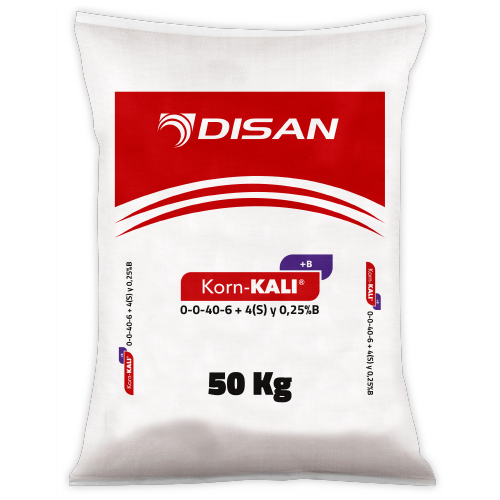 DISAN
+B
Korn-KALI®
0-0-40-6 + 4(S) y 0,25%B
50 Kg
+B
Korn-KALI®
0-0-40-6 + 4(S) y 0,25%B
+B
Korn-KALI®
0-0-40-6 + 4(S) y 0,25%B